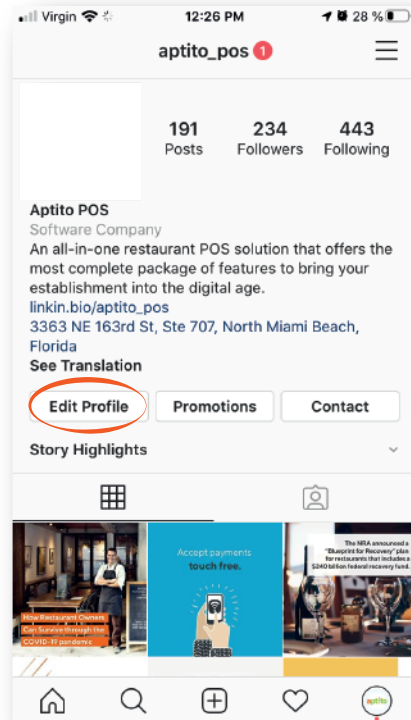 Virgin 12:26 PM 28 %
aptito_pos 1
191 234 443
Posts Followers Following
Aptito POS
Software Company
An all-in-one restaurant POS solution that offers the
most complete package of features to bring your
establishment into the digital age.
linkin.bio/aptito_pos
3363 NE 163rd St, Ste 707, North Miami Beach,
Florida
See Translation
Edit Profile Promotions Contact
Story Highlights
How Restaurant Owners
Can Survive through the
COVID-19 pandemic
Accept payments
touch free.
The NRA announced a
"Blueprint for Recovery" plan
for restaurants that includes a
$240 billion federal recovery fund.
aptito